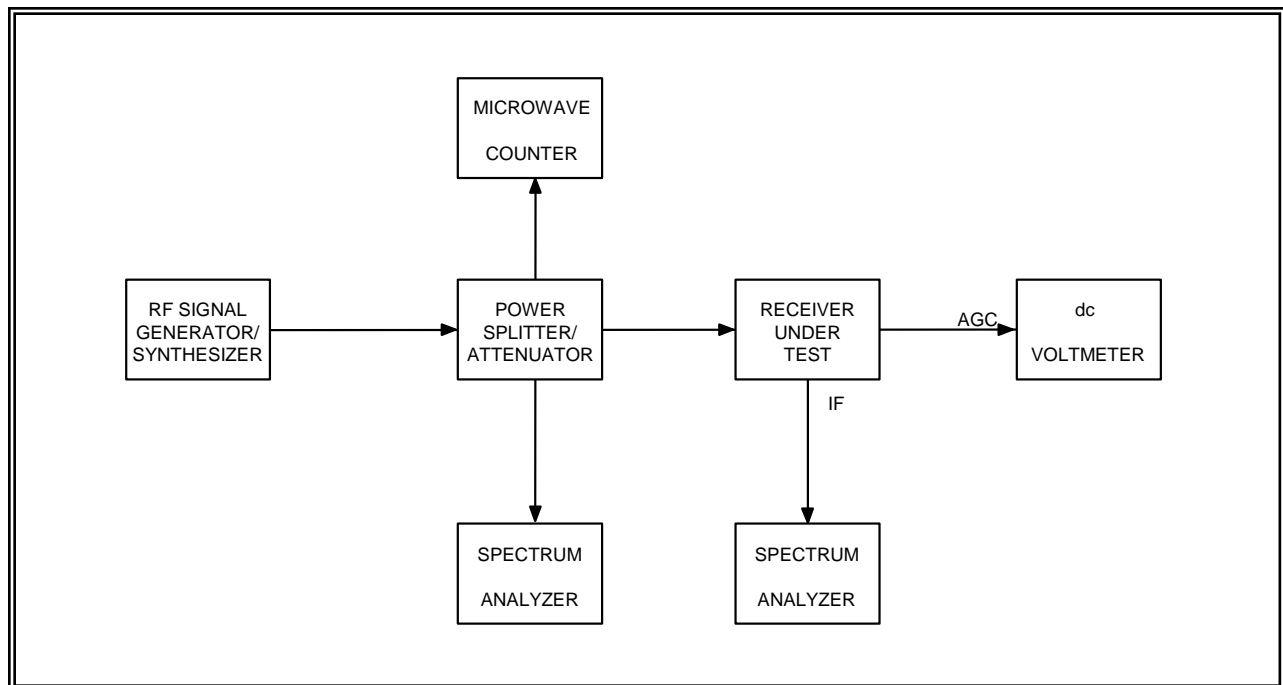 MICROWAVE
COUNTER
RF SIGNAL
GENERATOR/
SYNTHESIZER
POWER
SPLITTER/
ATTENUATOR
RECEIVER
UNDER
TEST
AGC
dc
VOLTMETER
IF
SPECTRUM
ANALYZER
SPECTRUM
ANALYZER